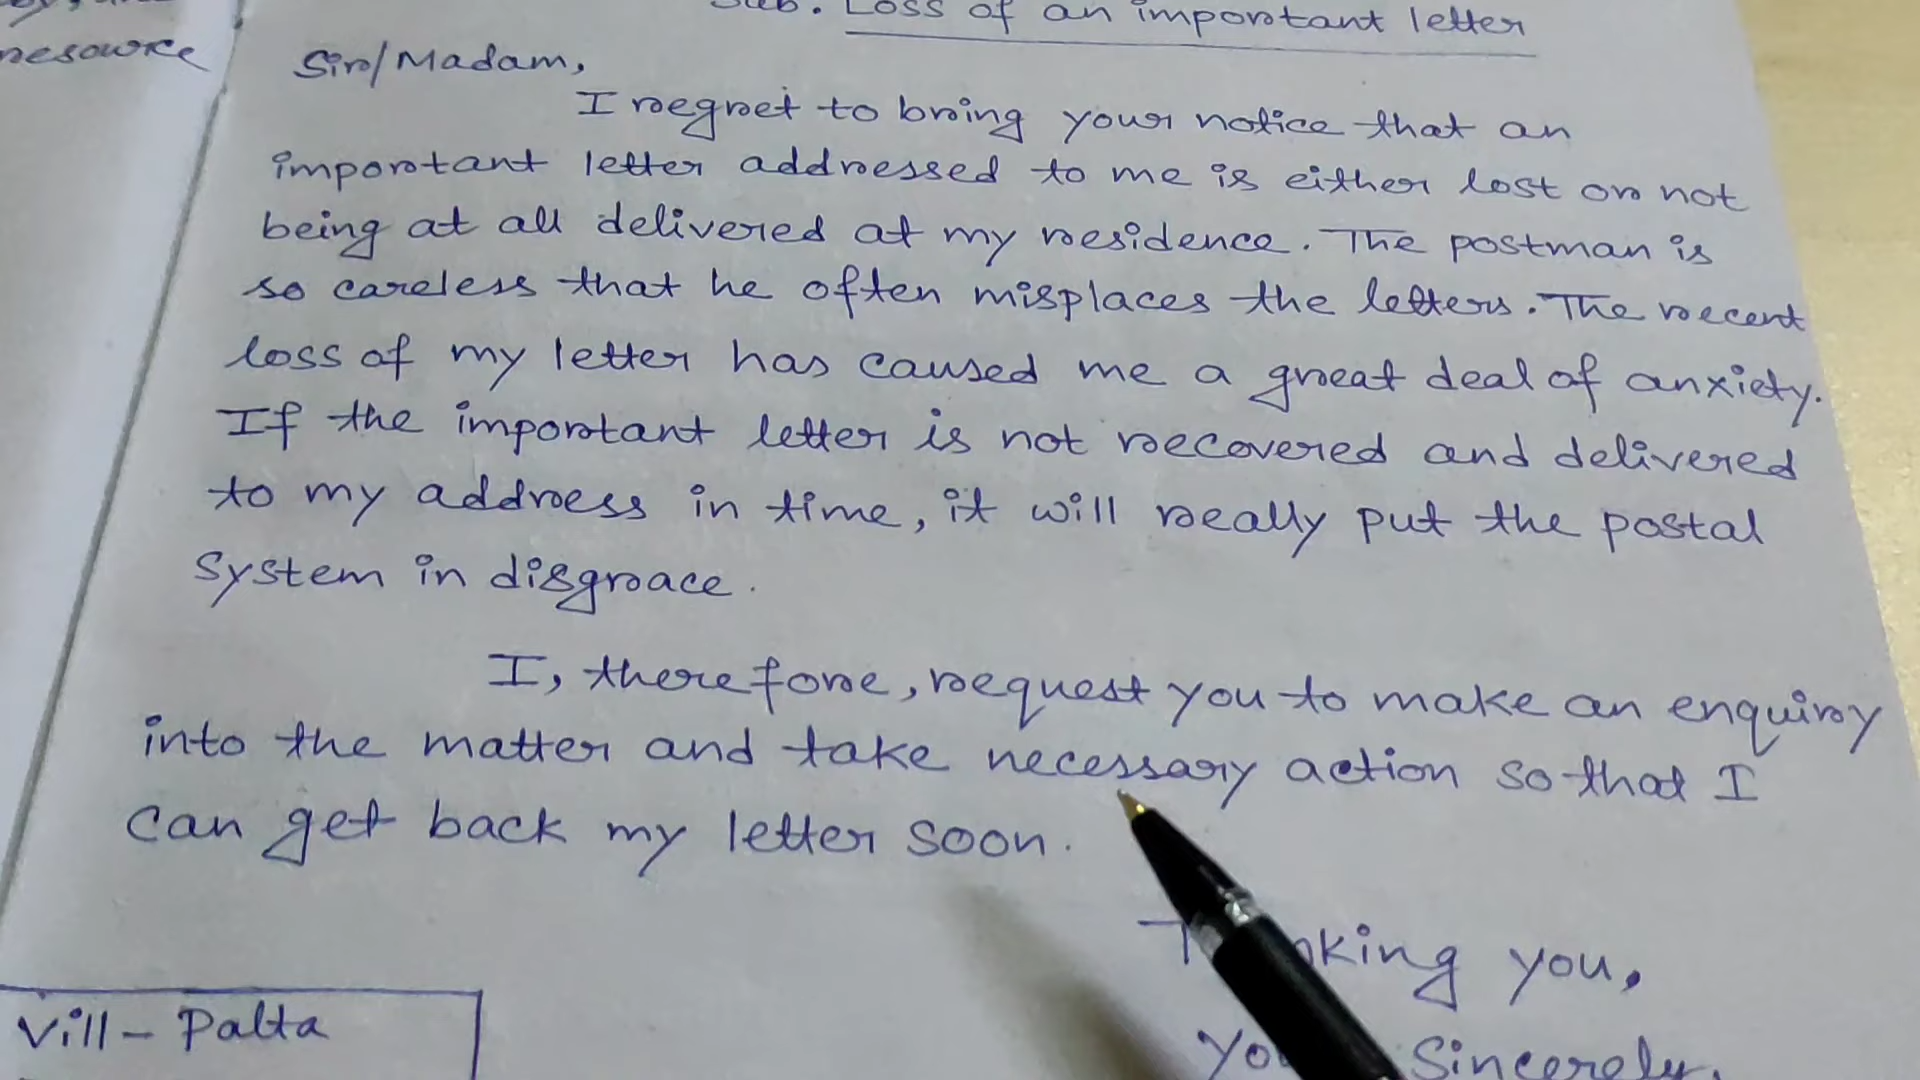 resource
Sub. Loss of an important letter
Sir/Madam,
I regret to bring your notice that an
important letter addressed to me is either lost or not
being at all delivered at my residence. The postman is
so careless that he often misplaces the letters. The recent
loss of my letter has caused me a great deal of anxiety.
If the important letter is not recovered and delivered
to my address in time, it will really put the postal
System in disgrace.
I, therefore, request you to make an enquiry
into the matter and take necessary action so that I
can get back my letter soon.
Thanking you,
Sincerely,
Vill - Palta